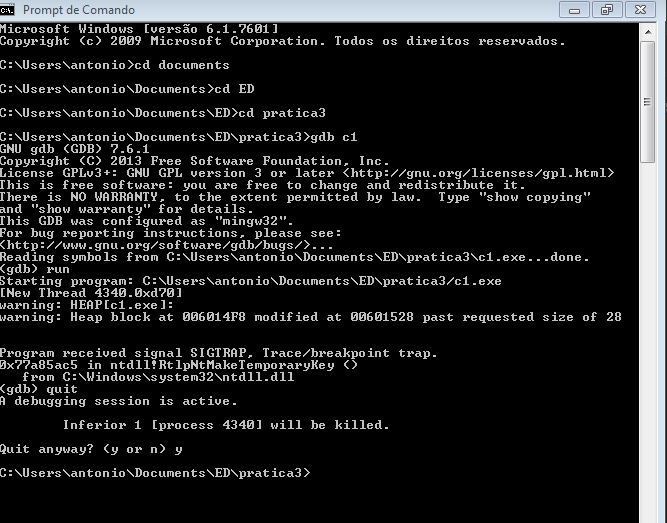 Prompt de Comando
Microsoft Windows [versão 6.1.7601]
Copyright (c) 2009 Microsoft Corporation. Todos os direitos reservados.
C:\Users\antonio>cd documents
C:\Users\antonio\Documents>cd ED
C:\Users\antonio\Documents\ED>cd pratica3
C:\Users\antonio\Documents\ED\pratica3>gdb c1
GNU gdb (GDB) 7.6.1
Copyright (C) 2013 Free Software Foundation, Inc.
License GPLv3+: GNU GPL version 3 or later <http://gnu.org/licenses/gpl.html>
This is free software: you are free to change and redistribute it.
There is NO WARRANTY, to the extent permitted by law.  Type "show copying"
and "show warranty" for details.
This GDB was configured as "mingw32".
For bug reporting instructions, please see:
<http://www.gnu.org/software/gdb/bugs/>...
Reading symbols from C:\Users\antonio\Documents\ED\pratica3\c1.exe...done.
(gdb) run
Starting program: C:\Users\antonio\Documents\ED\pratica3/c1.exe
[New Thread 4340.0xd70]
warning: HEAP[c1.exe]:
warning: Heap block at 006014F8 modified at 00601528 past requested size of 28
Program received signal SIGTRAP, Trace/breakpoint trap.
0x77a85ac5 in ntdll!RtlpNtMakeTemporaryKey ()
from C:\Windows\system32\ntdll.dll
(gdb) quit
A debugging session is active.
Inferior 1 [process 4340] will be killed.
Quit anyway? (y or n) y
C:\Users\antonio\Documents\ED\pratica3>